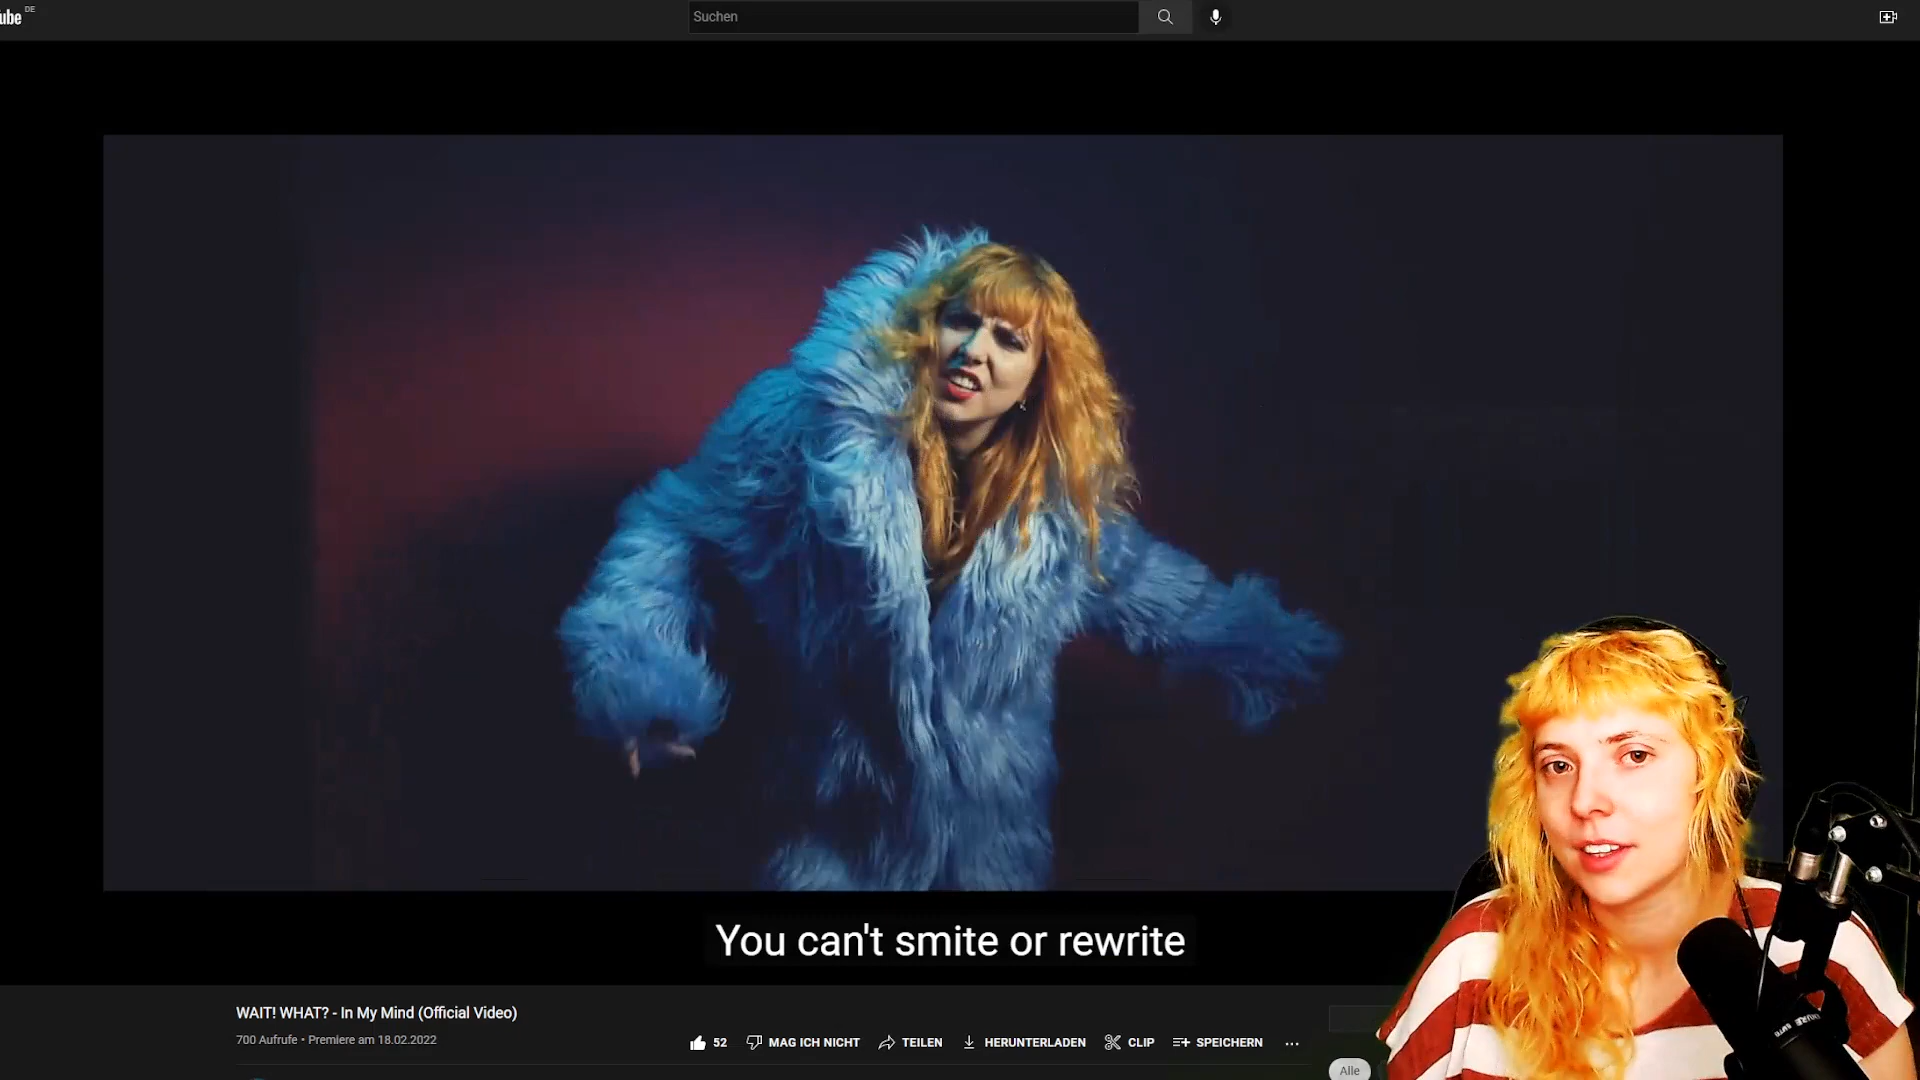 ube DE
Suchen
You can't smite or rewrite
WAIT! WHAT? - In My Mind (Official Video)
700 Aufrufe • Premiere am 18.02.2022
52 MAG ICH NICHT TEILEN HERUNTERLADEN CLIP SPEICHERN ...
Alle
SHURE